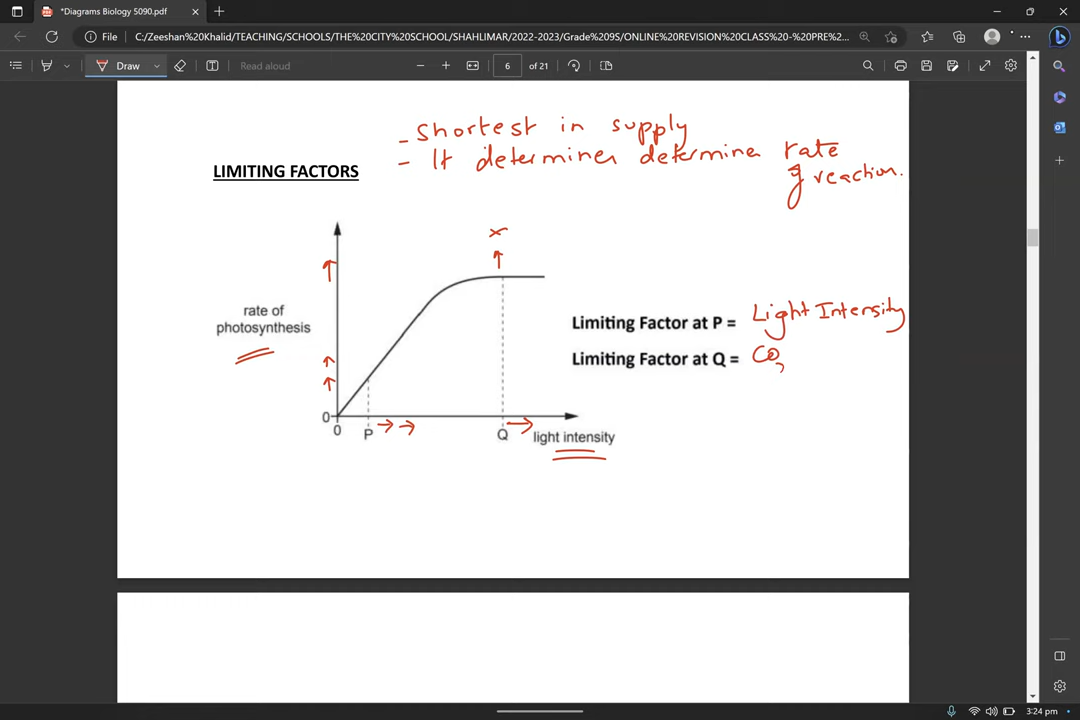 *Diagrams Biology 5090.pdf
File
C:/Zeeshan%20Khalid/TEACHING/SCHOOLS/THE%20CITY%20SCHOOL/SHAHLIMAR/2022-2023/Grade%209S/ONLINE%20REVISION%20CLASS%20-%20PRE%...
Draw
Read aloud
6 of 21
- Shortest in supply
- It determines determines rate
of reaction.
LIMITING FACTORS
x
rate of
photosynthesis
Limiting Factor at P = Light Intensity
Limiting Factor at Q = CO2
0
0 P Q light intensity
3:24 pm